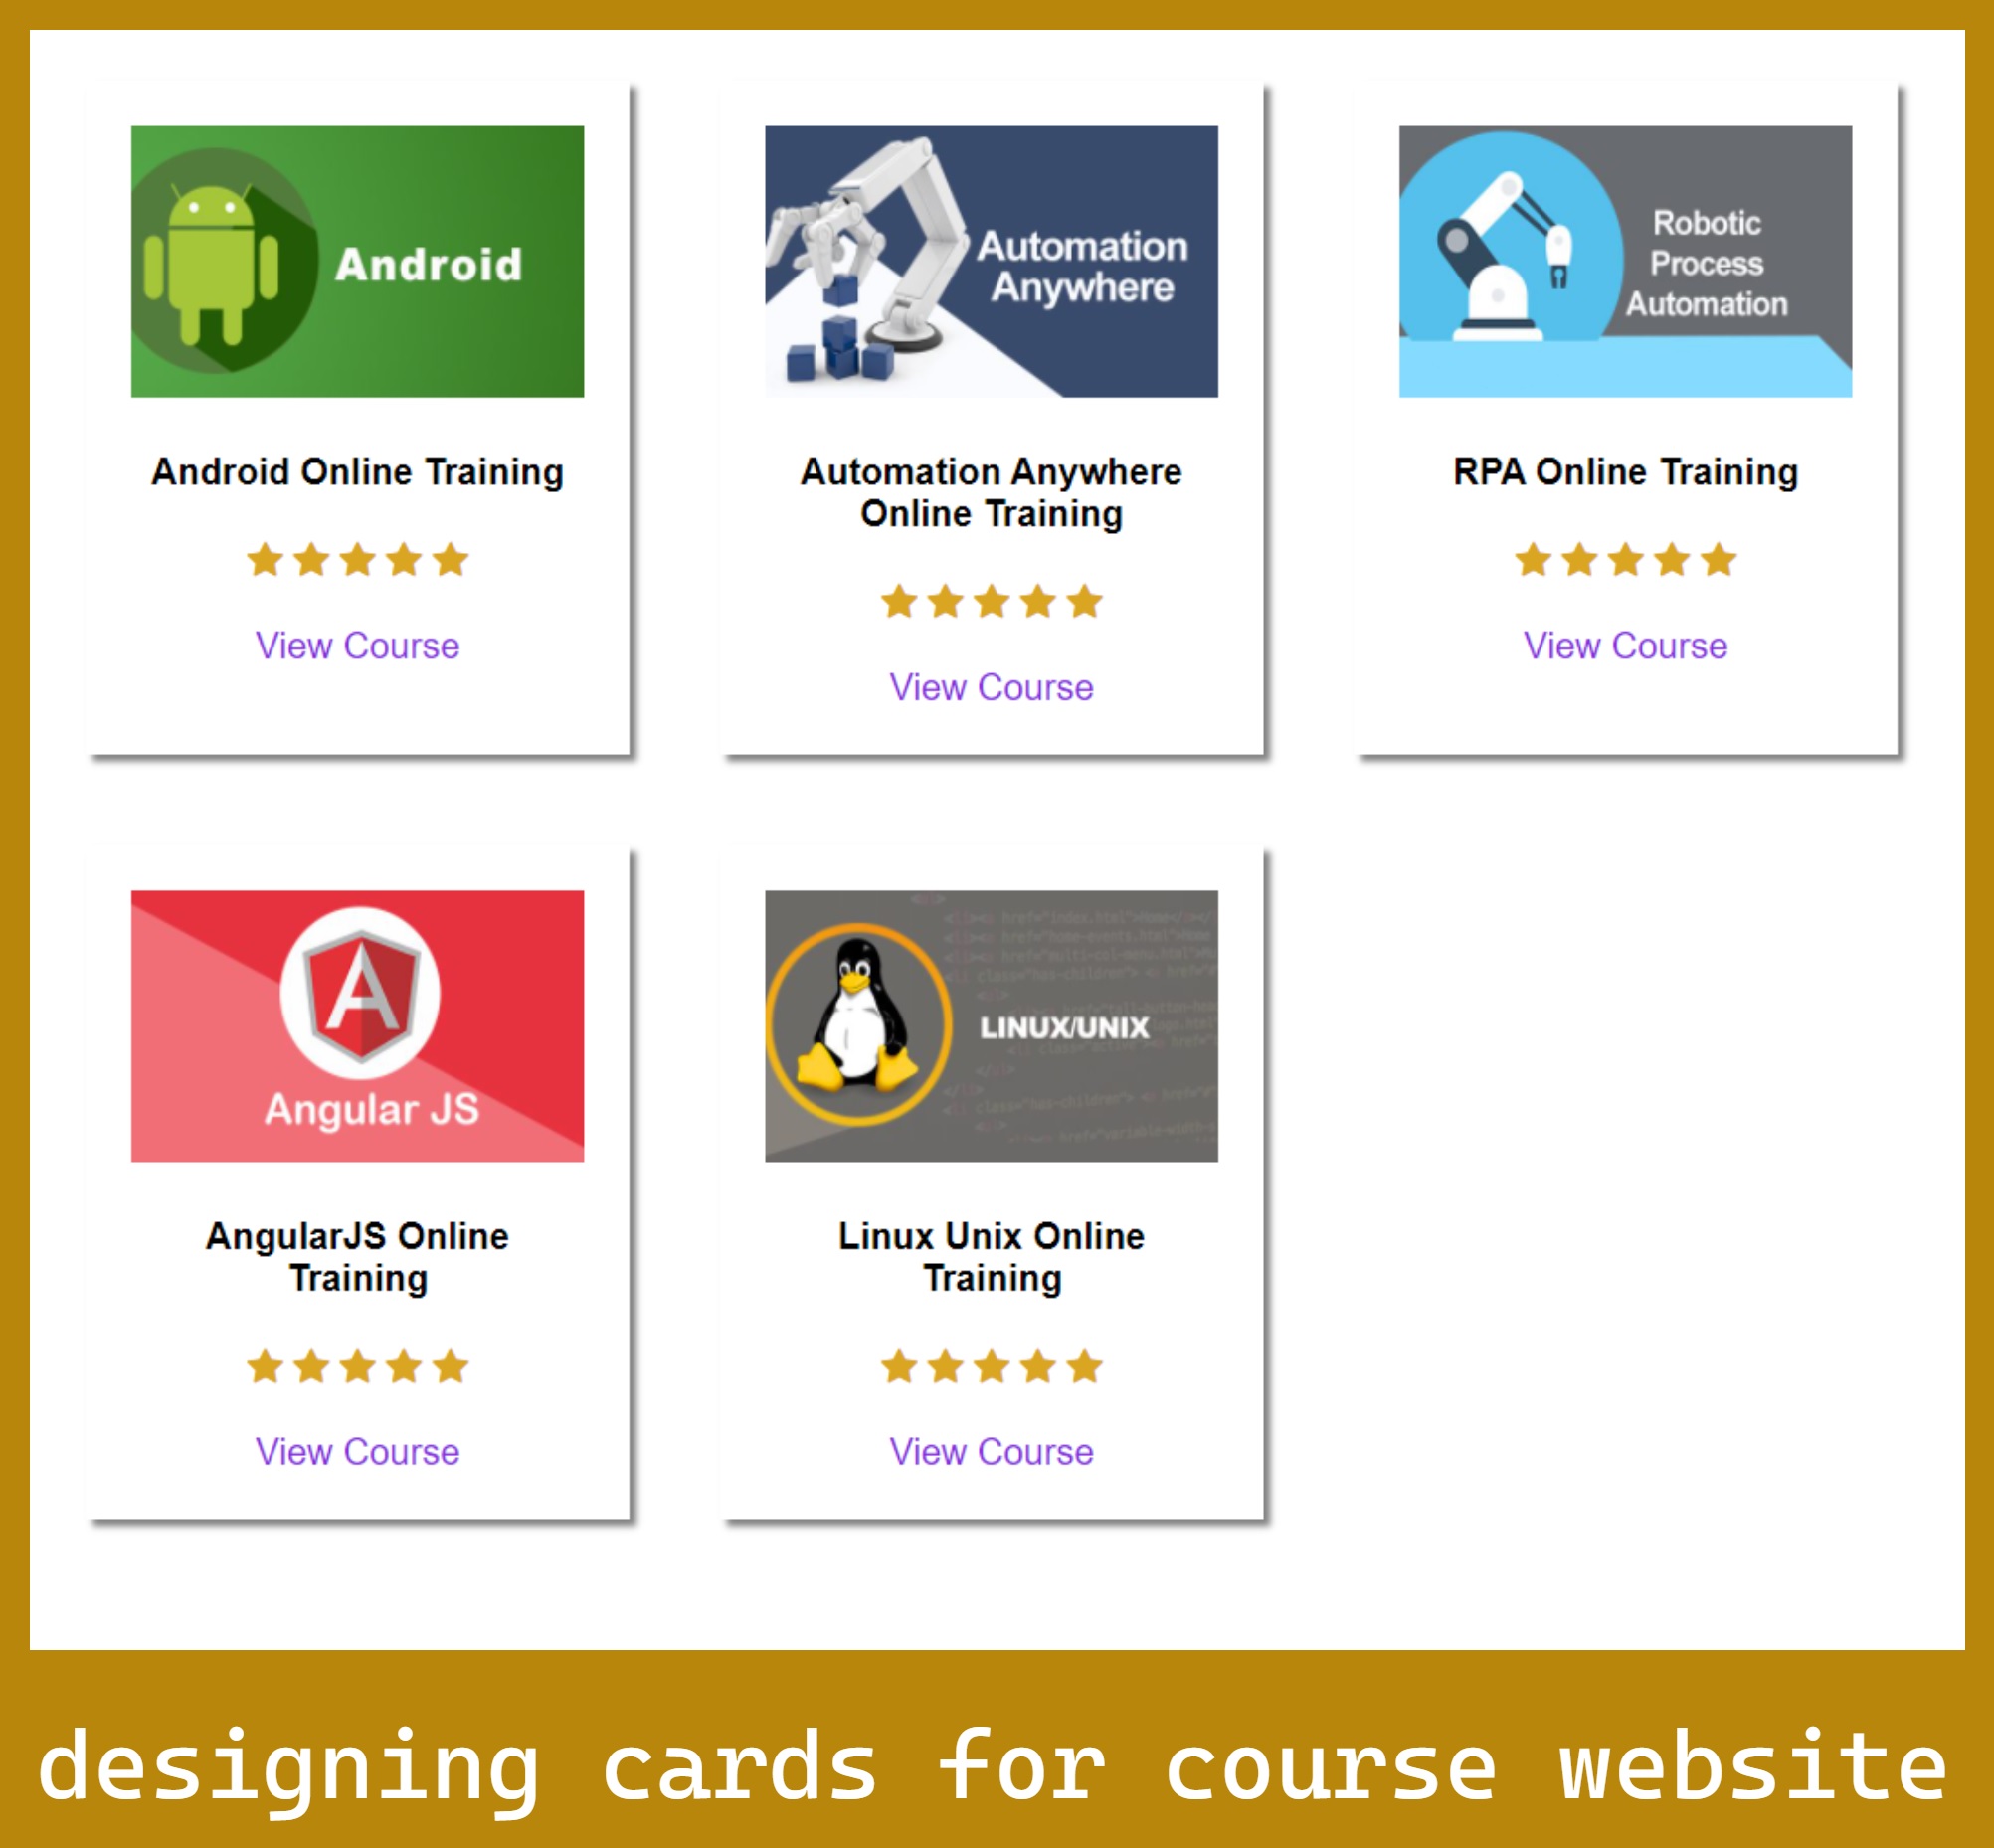 Android
Android Online Training
View Course
Automation
Anywhere
Automation Anywhere
Online Training
View Course
Robotic
Process
Automation
RPA Online Training
View Course
A
Angular JS
AngularJS Online
Training
View Course
LINUX/UNIX
Linux Unix Online
Training
View Course
designing cards for course website